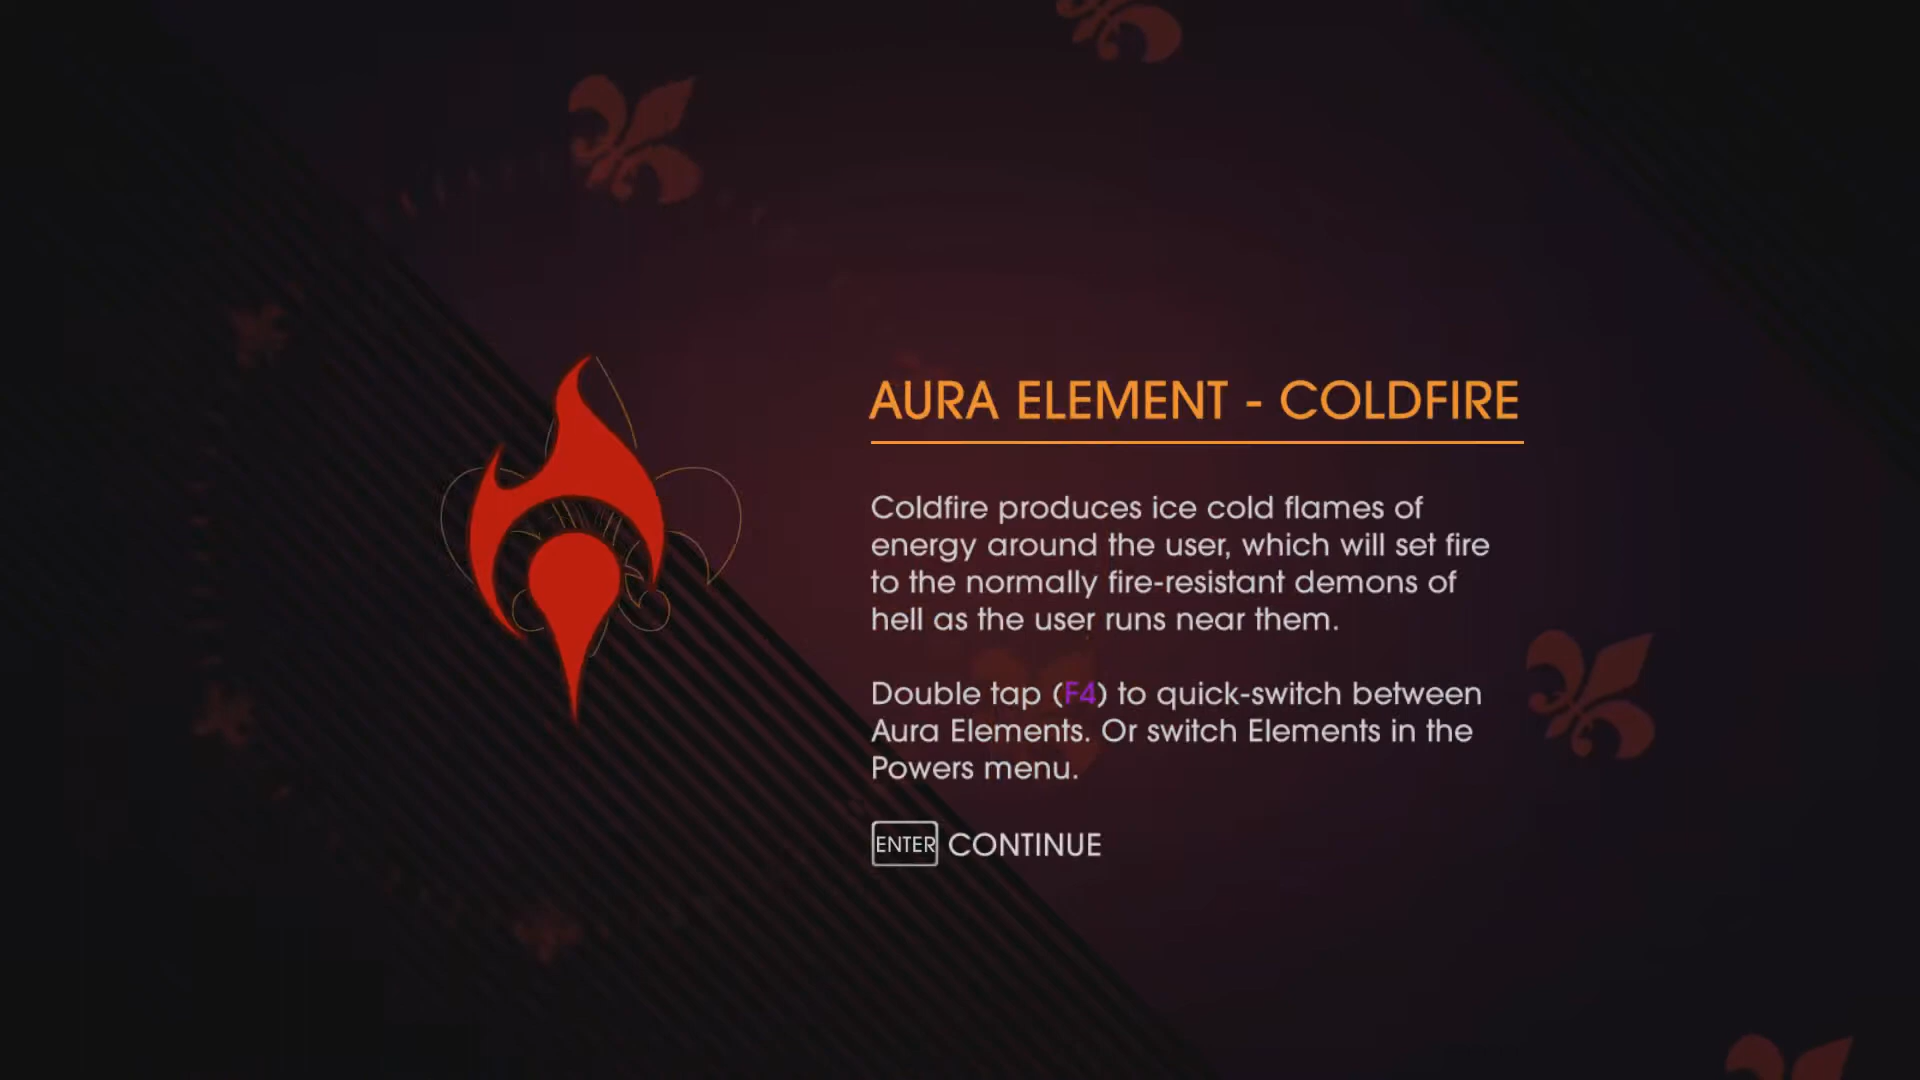 AURA ELEMENT - COLDFIRE
Coldfire produces ice cold flames of
energy around the user, which will set fire
to the normally fire-resistant demons of
hell as the user runs near them.
Double tap (F4) to quick-switch between
Aura Elements. Or switch Elements in the
Powers menu.
ENTER CONTINUE